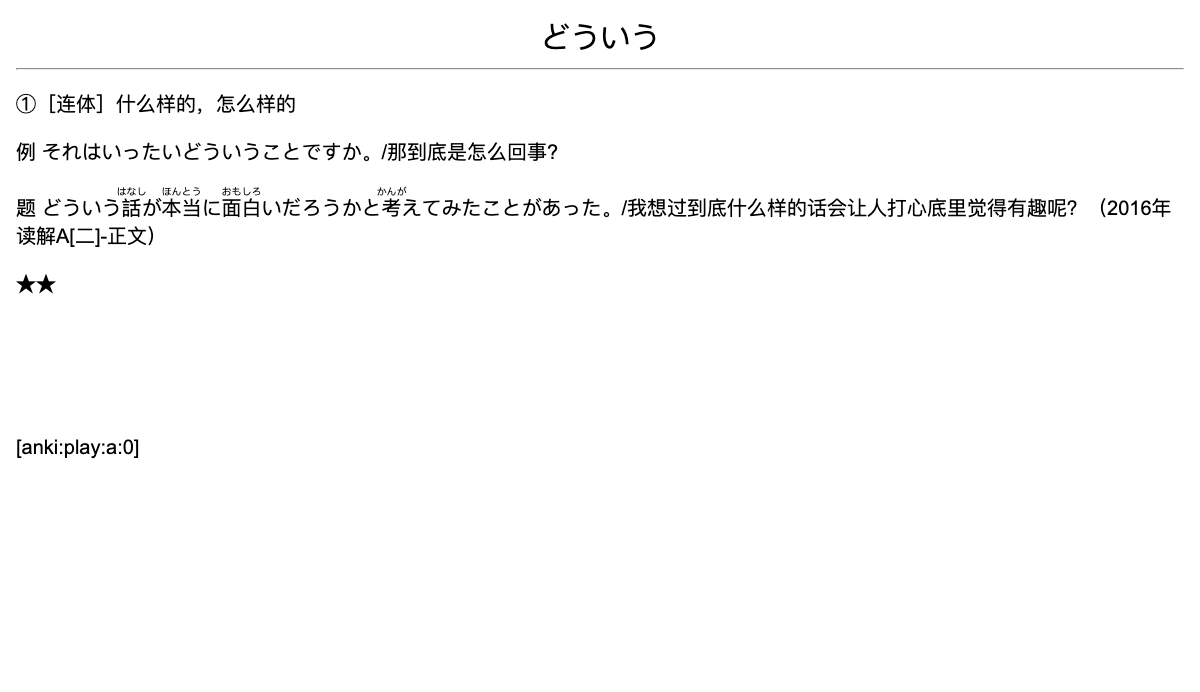 どういう
①［连体］什么样的，怎么样的
例 それはいったいどういうことですか。/那到底是怎么回事?
はなし ほんとう おもしろ かんが
题 どういう話が本当に面白いだろうかと考えてみたことがあった。/我想过到底什么样的话会让人打心底里觉得有趣呢？（2016年
读解A[二]-正文）
★★
[anki:play:a:0]